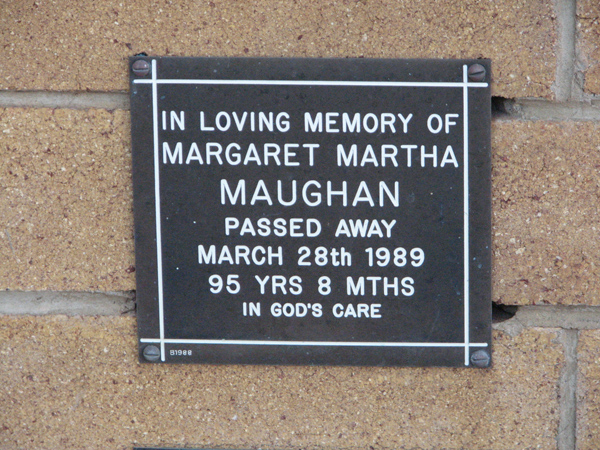 IN LOVING MEMORY OF
MARGARET MARTHA
MAUGHAN
PASSED AWAY
MARCH 28th 1989
95 YRS 8 MTHS
IN GOD'S CARE